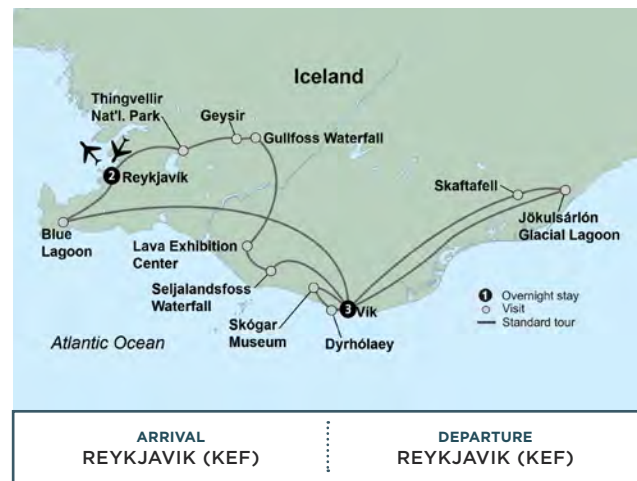 Iceland
Thingvellir
Nat'l. Park
Geysir
Gullfoss Waterfall
2
Reykjavík
Skaftafell
Jökulsárlón
Glacial Lagoon
Blue
Lagoon
Lava Exhibition
Center
Seljalandsfoss
Waterfall
3
Vík
Skógar
Museum
Dyrhólaey
Atlantic Ocean
1 Overnight stay
Visit
Standard tour
ARRIVAL
REYKJAVIK (KEF)
DEPARTURE
REYKJAVIK (KEF)